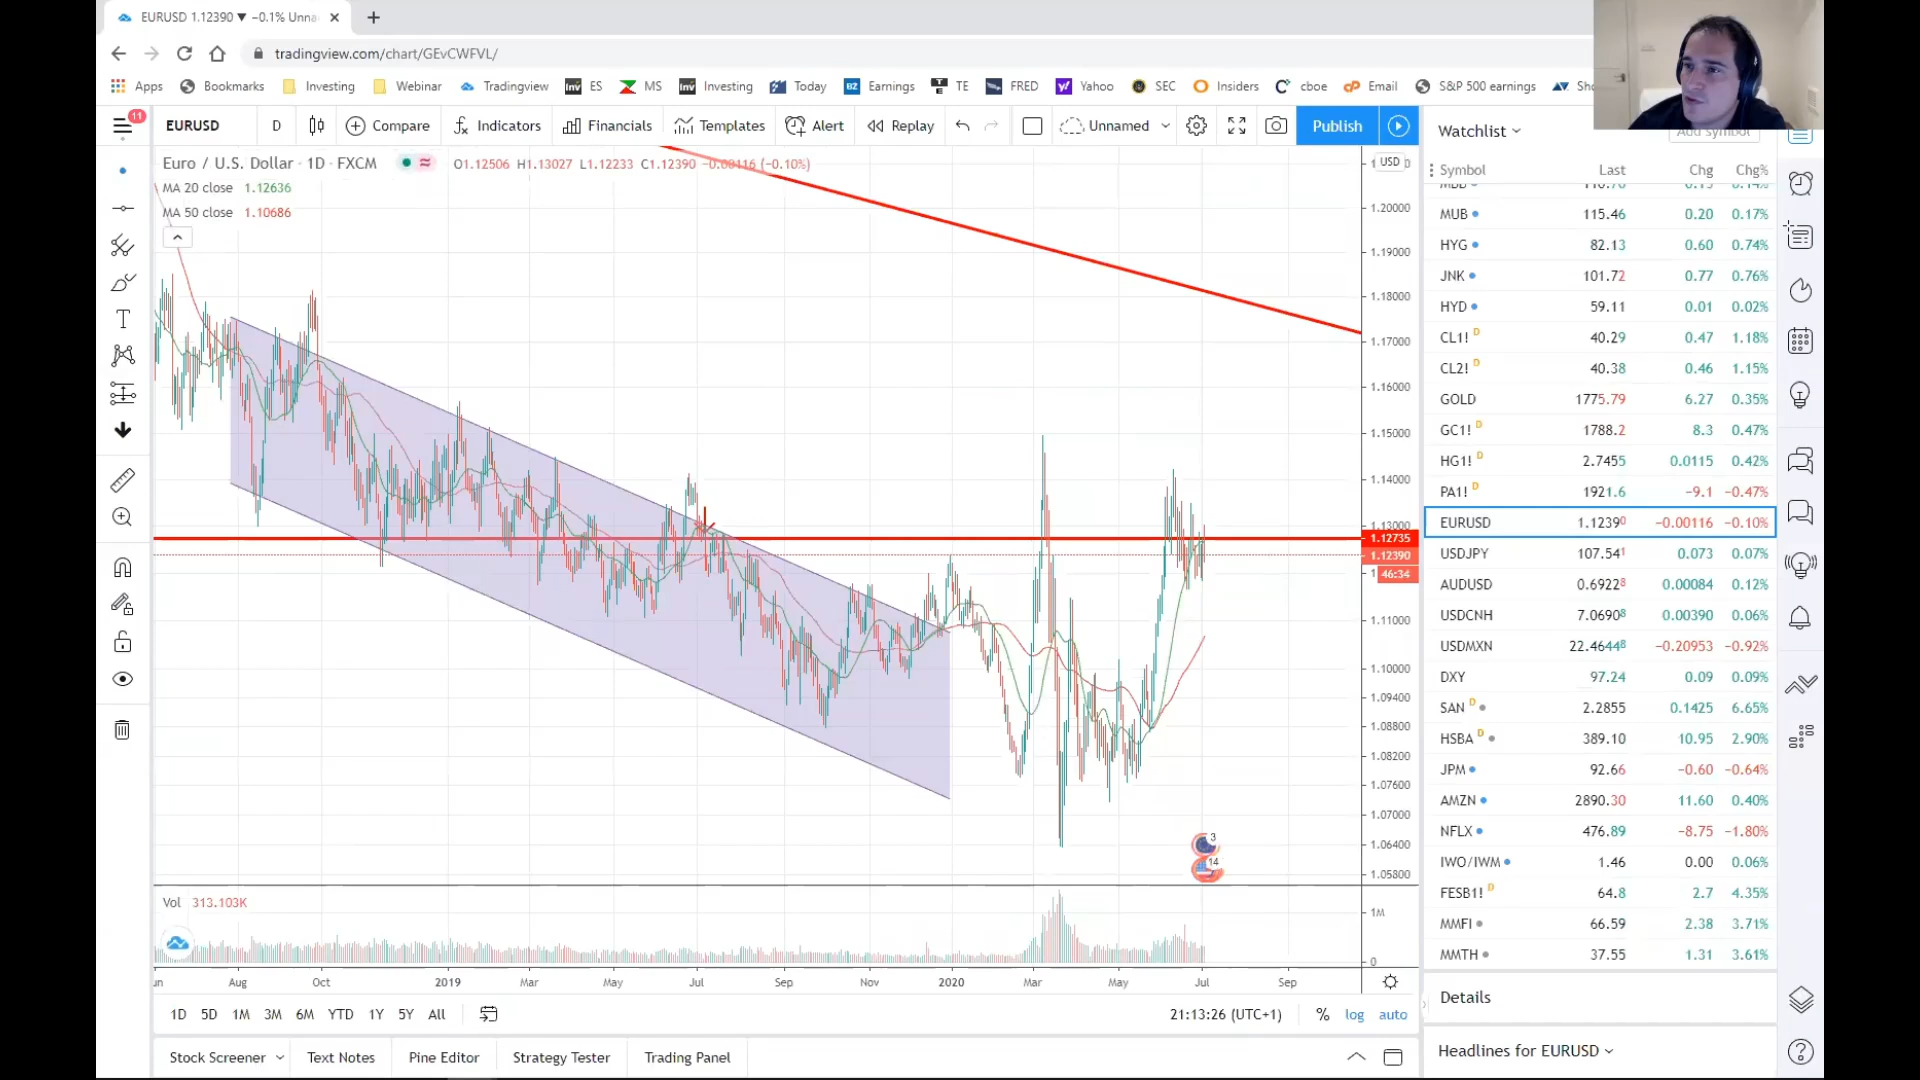 EURUSD 1.12390 ▼ −0.1% Unna
tradingview.com/chart/GEvCWFVL/
Apps Bookmarks Investing Webinar Tradingview ES MS Investing Today Earnings TE FRED Yahoo SEC Insiders cboe Email S&P 500 earnings
11 EURUSD D Compare Indicators Financials Templates Alert Replay Unnamed Publish
Euro / U.S. Dollar · 1D · FXCM O1.12506 H1.13027 L1.12233 C1.12390 −0.00116 (−0.10%)
MA 20 close 1.12636
MA 50 close 1.10686
USD
1.20000
1.19000
1.18000
1.17000
1.16000
1.15000
1.14000
1.13000
1.12735
1.12390
46:34
1.11000
1.10000
1.09400
1.08800
1.08200
1.07600
1.07000
1.06400
1.05800
3
14
Vol 313.103K
1M
0
Aug Oct 2019 Mar May Jul Sep Nov 2020 Mar May Jul Sep
1D 5D 1M 3M 6M YTD 1Y 5Y All 21:13:26 (UTC+1) % log auto
Stock Screener Text Notes Pine Editor Strategy Tester Trading Panel
Watchlist Add symbol
Symbol Last Chg Chg%
MUB 115.46 0.20 0.17%
HYG 82.13 0.60 0.74%
JNK 101.72 0.77 0.76%
HYD 59.11 0.01 0.02%
CL1! D 40.29 0.47 1.18%
CL2! D 40.38 0.46 1.15%
GOLD 1775.79 6.27 0.35%
GC1! D 1788.2 8.3 0.47%
HG1! D 2.7455 0.0115 0.42%
PA1! D 1921.6 −9.1 −0.47%
EURUSD 1.12390 −0.00116 −0.10%
USDJPY 107.541 0.073 0.07%
AUDUSD 0.69228 0.00084 0.12%
USDCNH 7.06908 0.00390 0.06%
USDMXN 22.46448 −0.20953 −0.92%
DXY 97.24 0.09 0.09%
SAN D 2.2855 0.1425 6.65%
HSBA D 389.10 10.95 2.90%
JPM 92.66 −0.60 −0.64%
AMZN 2890.30 11.60 0.40%
NFLX 476.89 −8.75 −1.80%
IWO/IWM 1.46 0.00 0.06%
FESB1! D 64.8 2.7 4.35%
MMFI 66.59 2.38 3.71%
MMTH 37.55 1.31 3.61%
Details
Headlines for EURUSD